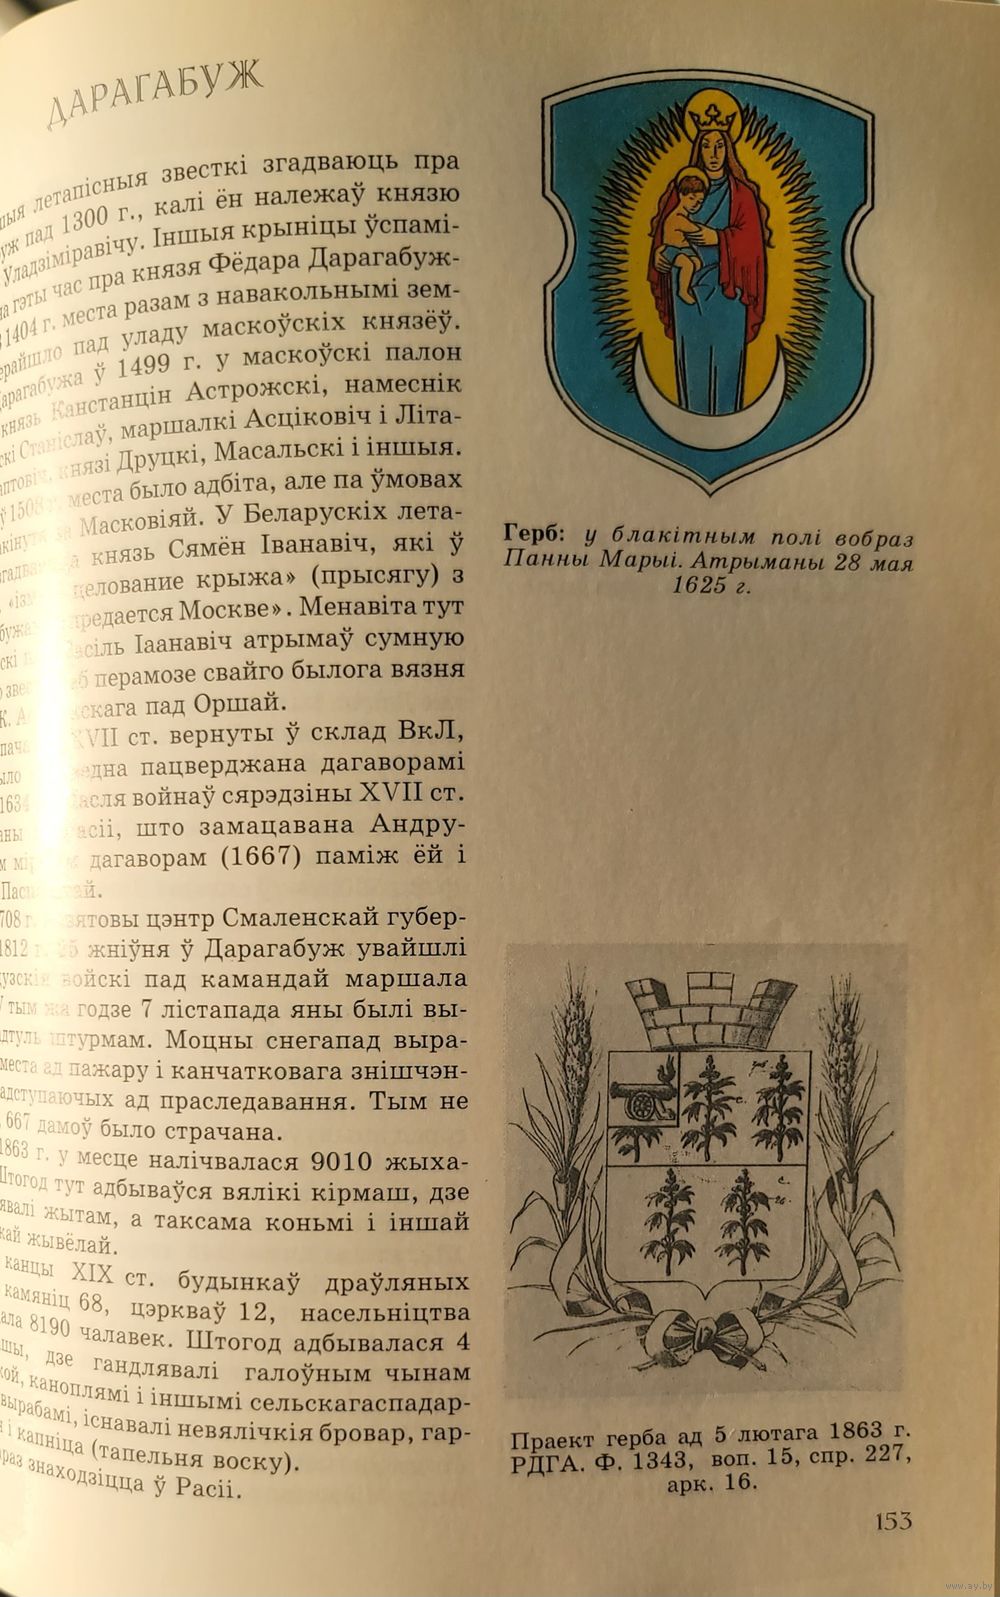 ДАРАГАБУЖ
летапісныя звесткі згадваюць пра
пад 1300 г., калі ён належаў князю
Уладзіміравічу. Іншыя крыніцы ўспамі-
гэты час пра князя Фёдара Дарагабуж-
1404 г. места разам з навакольнымі зем-
пад уладу маскоўскіх князёў.
ў 1499 г. у маскоўскі палон
князь Канстанцін Астрожскі, намеснік
Станіслаў, маршалкі Асціковіч і Літа-
князі Друцкі, Масальскі і іншыя.
места было адбіта, але па ўмовах
Масковіяй. У Беларускіх лета-
князь Сямён Іванавіч, які ў
целование крыжа» (прысягу) з
предается Москве». Менавіта тут
Іаанавіч атрымаў сумную
перамозе свайго былога вязня
пад Оршай.
XVII ст. вернуты ў склад ВкЛ,
пацверджана дагаворамі
войнаў сярэдзіны XVII ст.
што замацавана Андру-
дагаворам (1667) паміж ёй і
цэнтр Смаленскай губер-
1812 жніўня ў Дарагабуж увайшлі
войскі пад камандай маршала
тым годзе 7 лістапада яны былі вы-
штурмам. Моцны снегапад выра-
места ад пажару і канчатковага знішчэн-
адступаючых ад праследавання. Тым не
667 дамоў было страчана.
1863 г. у месце налічвалася 9010 жыха-
Штогод тут адбываўся вялікі кірмаш, дзе
жытам, а таксама коньмі і іншай
жывёлай.
канцы XIX ст. будынкаў драўляных
камяніц 68, цэркваў 12, насельніцтва
8190 чалавек. Штогод адбывалася 4
дзе гандлявалі галоўным чынам
каноплямі і іншымі сельскагаспадар-
вырабамі, існавалі невялічкія бровар, гар-
і капніца (тапельня воску).
знаходзіцца ў Расіі.
Герб: у блакітным полі вобраз
Панны Марыі. Атрыманы 28 мая
1625 г.
Праект герба ад 5 лютага 1863 г.
РДГА. Ф. 1343, воп. 15, спр. 227,
арк. 16.
153
www.ay.by